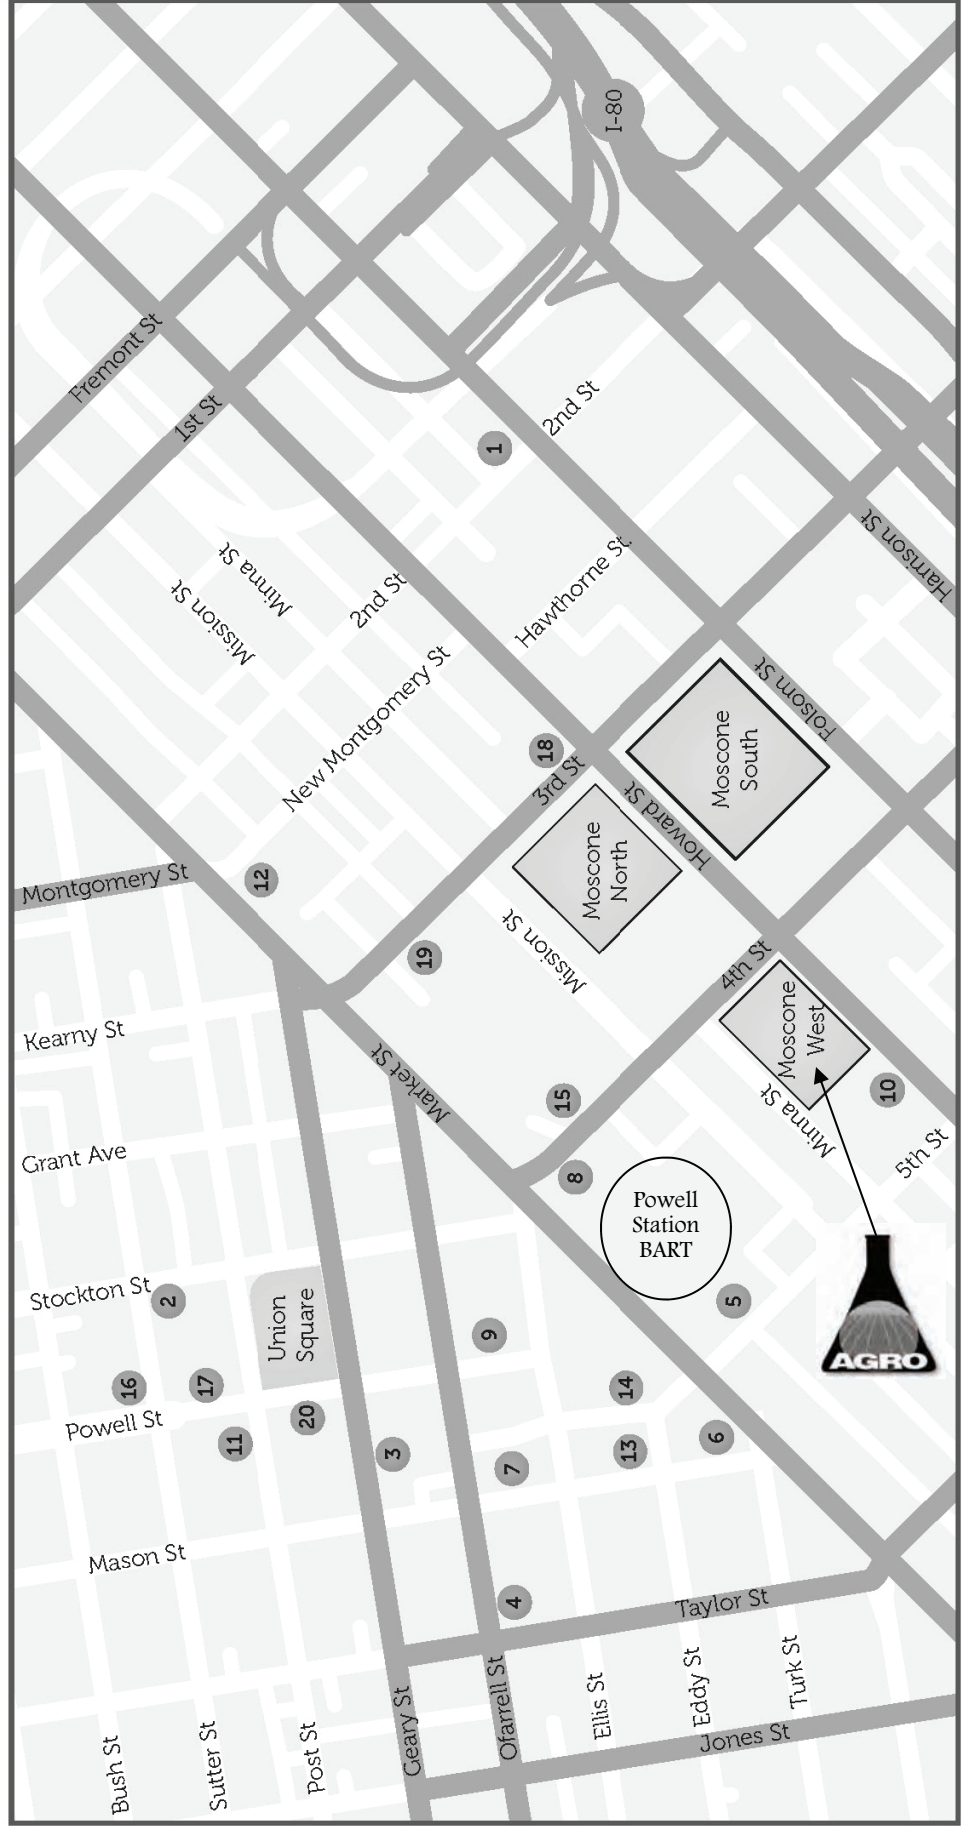 I-80
Fremont St
1st St
2nd St
1
Minna St
Mission St
2nd St
Hawthorne St
Harrison St
New Montgomery St
Folsom St
18
3rd St
Moscone
South
Howard St
Moscone
North
Montgomery St
12
Mission St
19
4th St
Moscone
West
Kearny St
Market St
15
Minna St
10
Grant Ave
5th St
8
Powell
Station
BART
Stockton St
2
Union
Square
9
5
AGRO
16
17
Powell St
11
20
3
7
14
13
6
Mason St
4
Taylor St
Bush St
Sutter St
Post St
Geary St
Ofarrell St
Ellis St
Eddy St
Turk St
Jones St